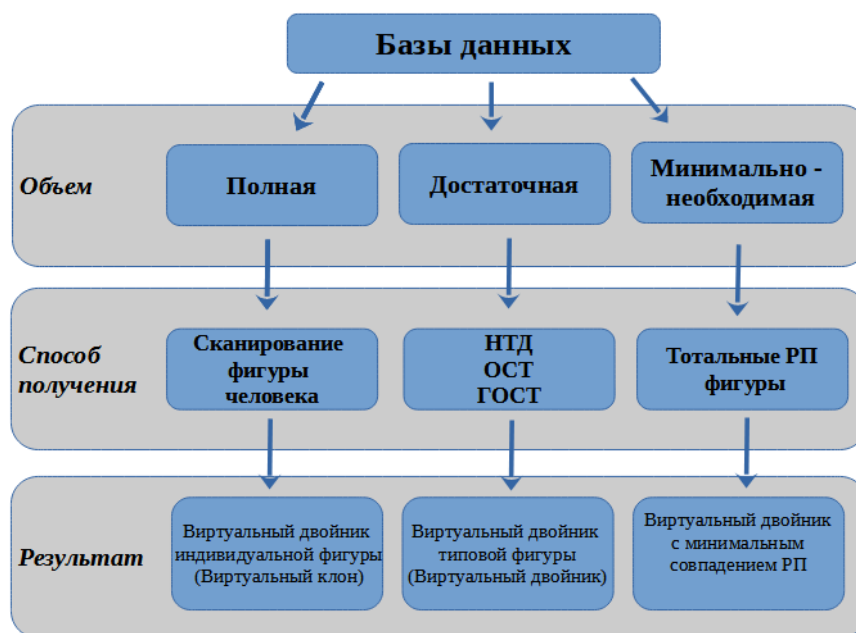 Базы данных
Объем
Полная
Достаточная
Минимально -
необходимая
Способ
получения
Сканирование
фигуры
человека
НТД
ОСТ
ГОСТ
Тотальные РП
фигуры
Результат
Виртуальный двойник
индивидуальной фигуры
(Виртуальный клон)
Виртуальный двойник
типовой фигуры
(Виртуальный двойник)
Виртуальный двойник
с минимальным
совпадением РП